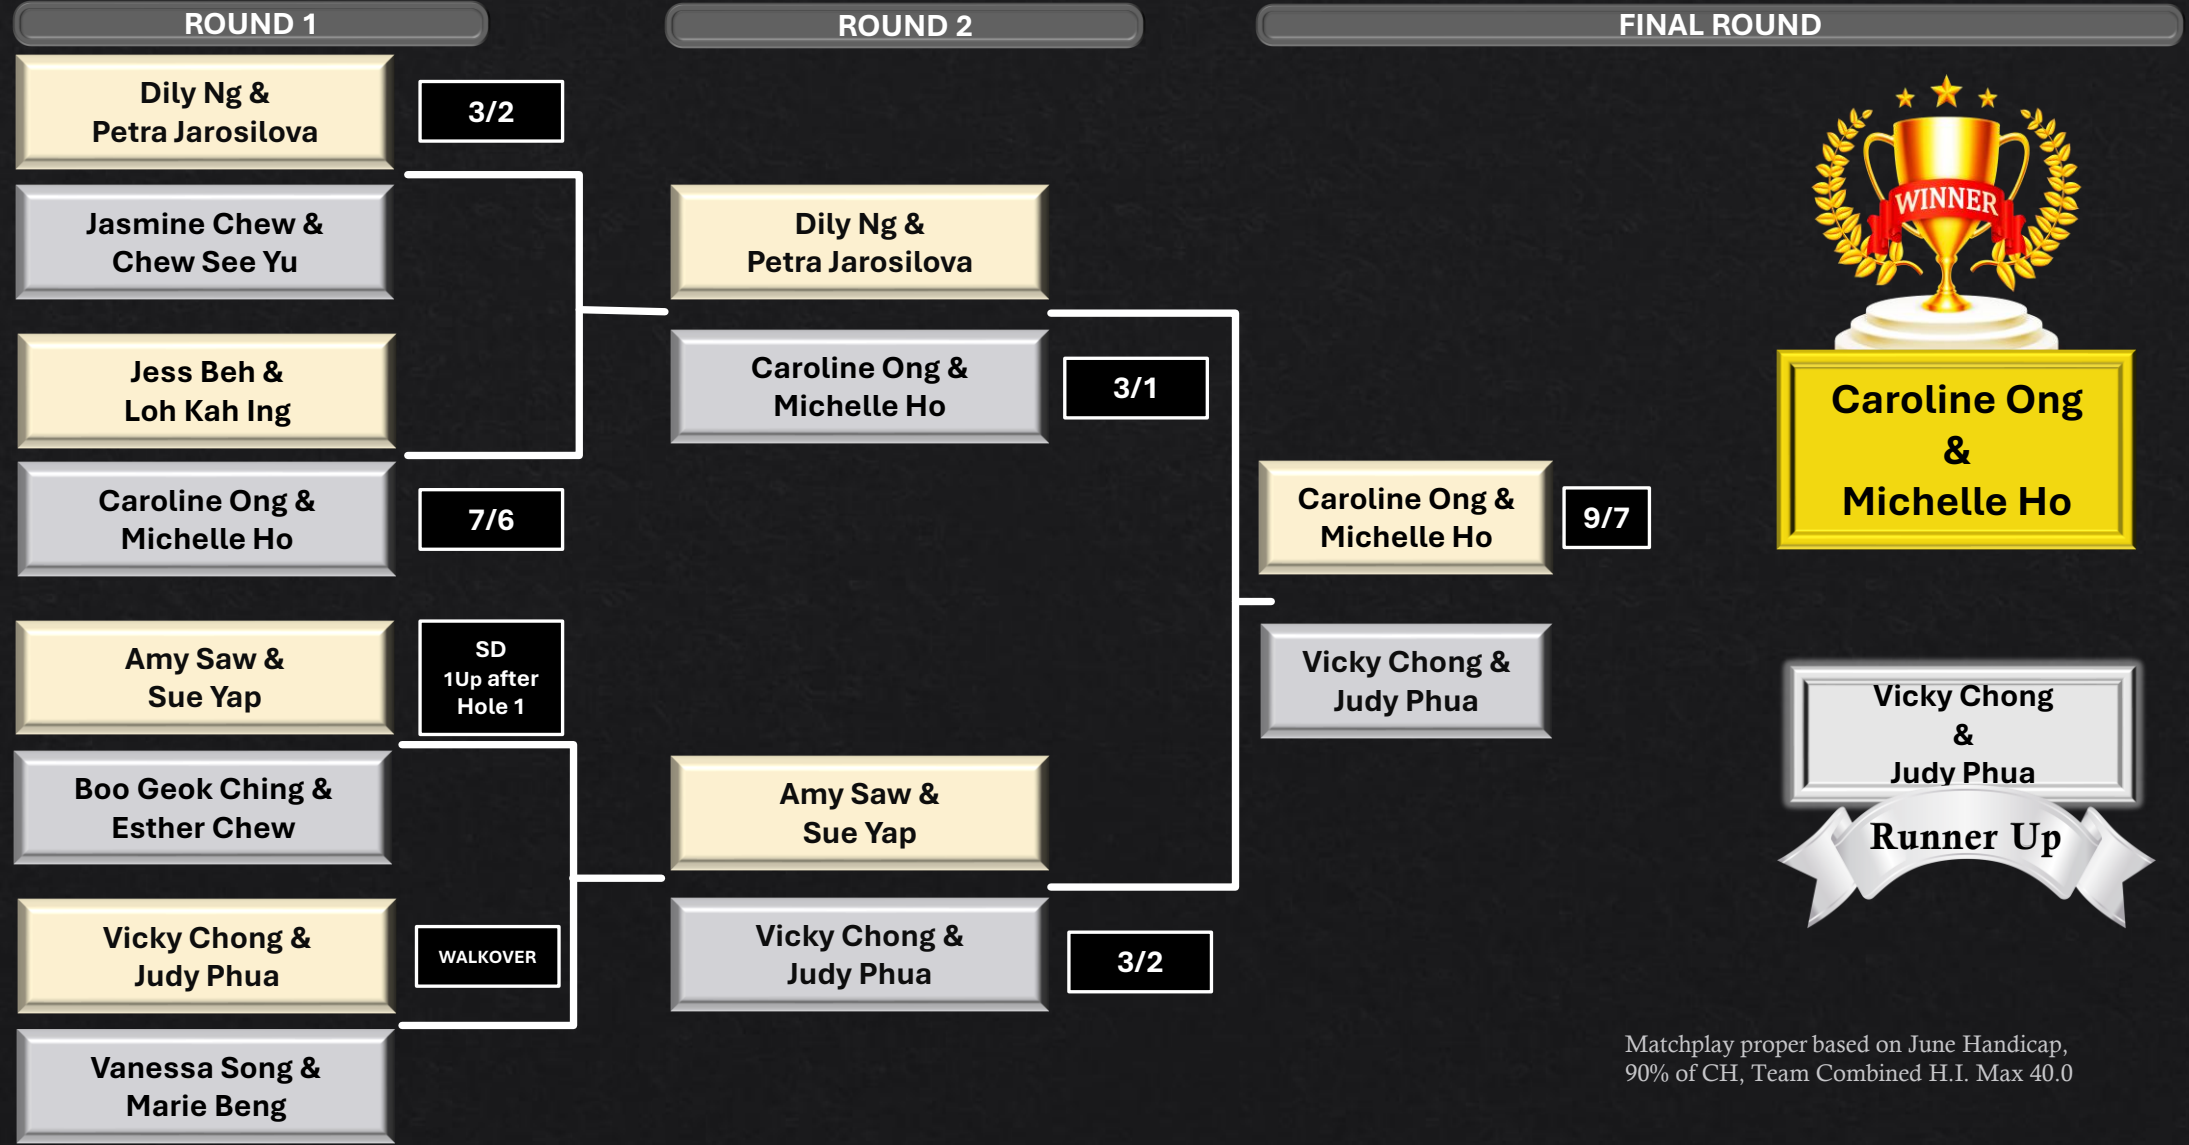 ROUND 1
Dily Ng &
Petra Jarosilova
3/2
Jasmine Chew &
Chew See Yu
Jess Beh &
Loh Kah Ing
Caroline Ong &
Michelle Ho
7/6
Amy Saw &
Sue Yap
SD
1Up after
Hole 1
Boo Geok Ching &
Esther Chew
Vicky Chong &
Judy Phua
WALKOVER
Vanessa Song &
Marie Beng
ROUND 2
Dily Ng &
Petra Jarosilova
Caroline Ong &
Michelle Ho
3/1
Amy Saw &
Sue Yap
Vicky Chong &
Judy Phua
3/2
FINAL ROUND
Caroline Ong &
Michelle Ho
9/7
Vicky Chong &
Judy Phua
WINNER
Caroline Ong
&
Michelle Ho
Vicky Chong
&
Judy Phua
Runner Up
Matchplay proper based on June Handicap,
90% of CH, Team Combined H.I. Max 40.0